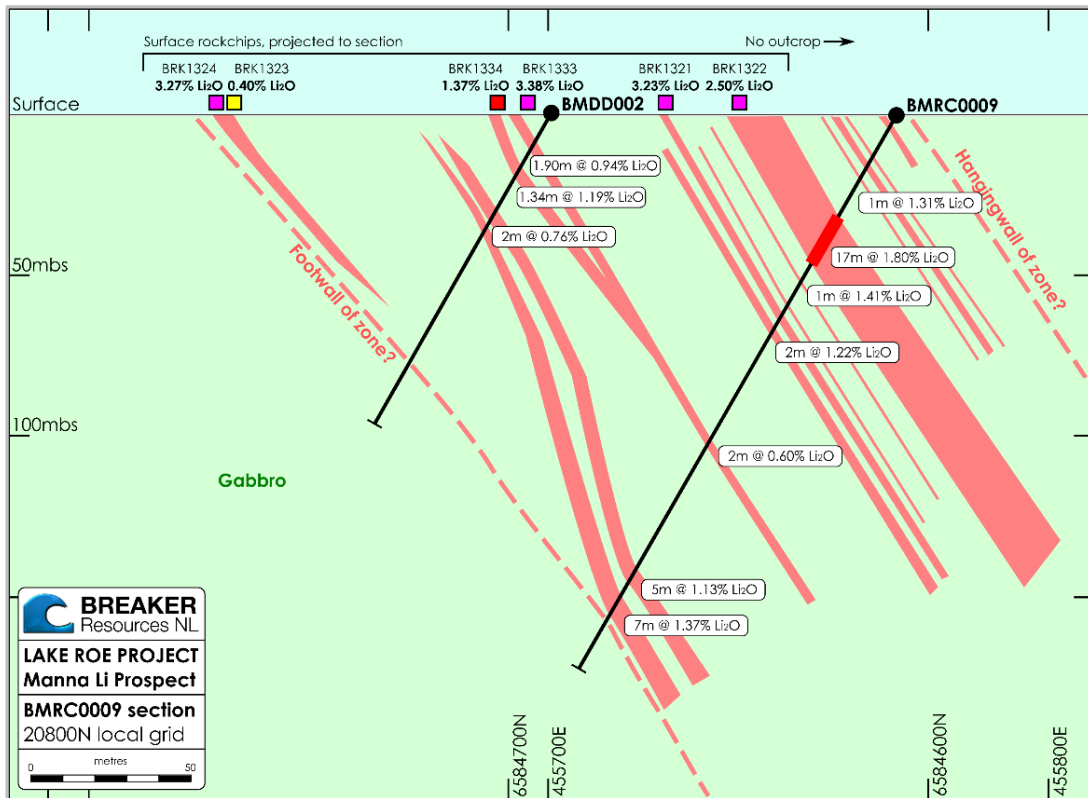 Surface rockchips, projected to section
No outcrop
BRK1324
3.27% Li₂O
BRK1323
0.40% Li₂O
BRK1334
1.37% Li₂O
BRK1333
3.38% Li₂O
BRK1321
3.23% Li₂O
BRK1322
2.50% Li₂O
Surface
BMDD002
BMRC0009
1.90m @ 0.94% Li₂O
1.34m @ 1.19% Li₂O
2m @ 0.76% Li₂O
1m @ 1.31% Li₂O
17m @ 1.80% Li₂O
1m @ 1.41% Li₂O
2m @ 1.22% Li₂O
2m @ 0.60% Li₂O
5m @ 1.13% Li₂O
7m @ 1.37% Li₂O
Hangingwall of zone?
Footwall of zone?
50mbs
100mbs
Gabbro
BREAKER
Resources NL
LAKE ROE PROJECT
Manna Li Prospect
BMRC0009 section
20800N local grid
metres
0 50
6584700N
455700E
6584600N
455800E